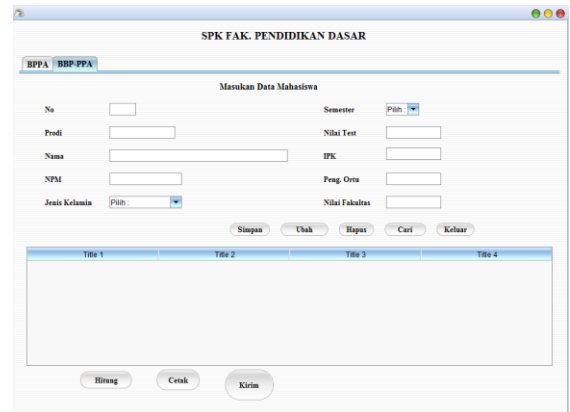 SPK FAK. PENDIDIKAN DASAR
BPPA BBP-PPA
Masukan Data Mahasiswa
No Semester Pilih :
Prodi Nilai Test
Nama IPK
NPM Peng. Ortu
Jenis Kelamin Pilih : Nilai Fakultas
Simpan Ubah Hapus Cari Keluar
Title 1 Title 2 Title 3 Title 4
Hitung Cetak Kirim